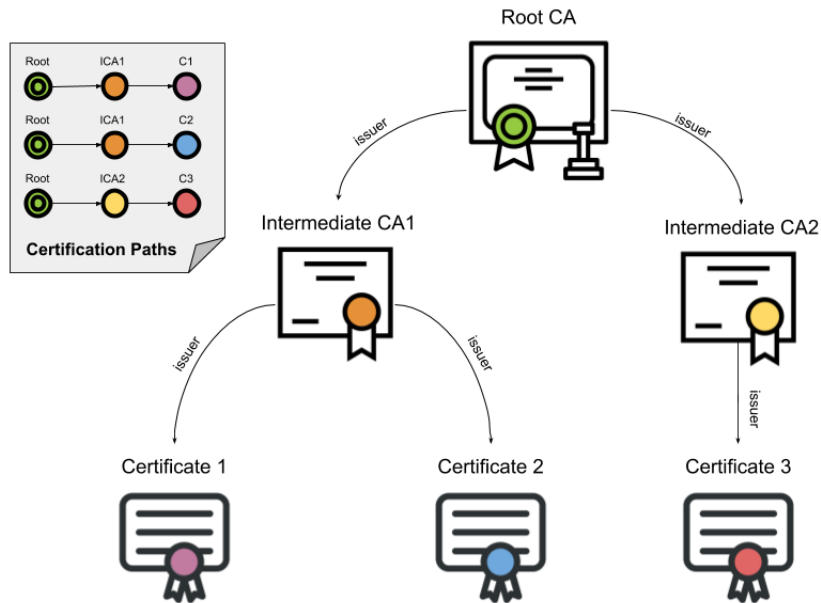 Root CA
Root ICA1 C1
Root ICA1 C2
Root ICA2 C3
Certification Paths
issuer
issuer
Intermediate CA1
Intermediate CA2
issuer
issuer
issuer
Certificate 1
Certificate 2
Certificate 3